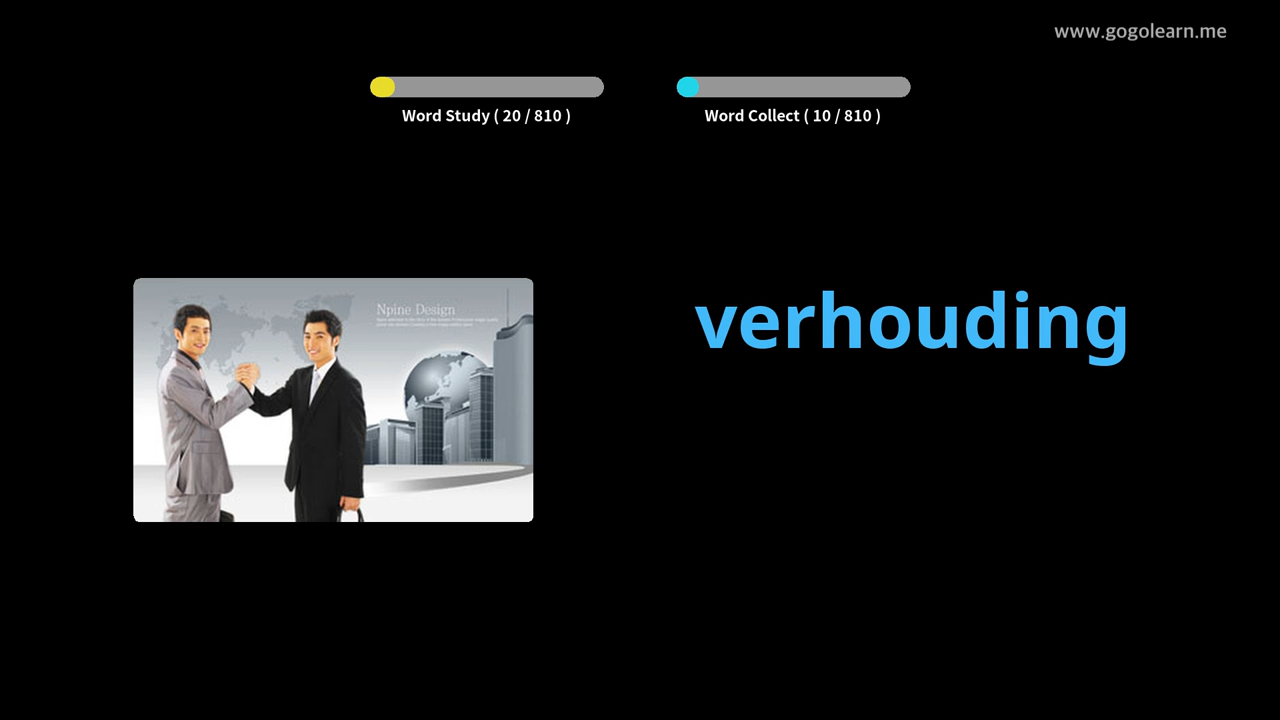 www.gogolearn.me
Word Study ( 20 / 810 )
Word Collect ( 10 / 810 )
Npine Design
verhouding